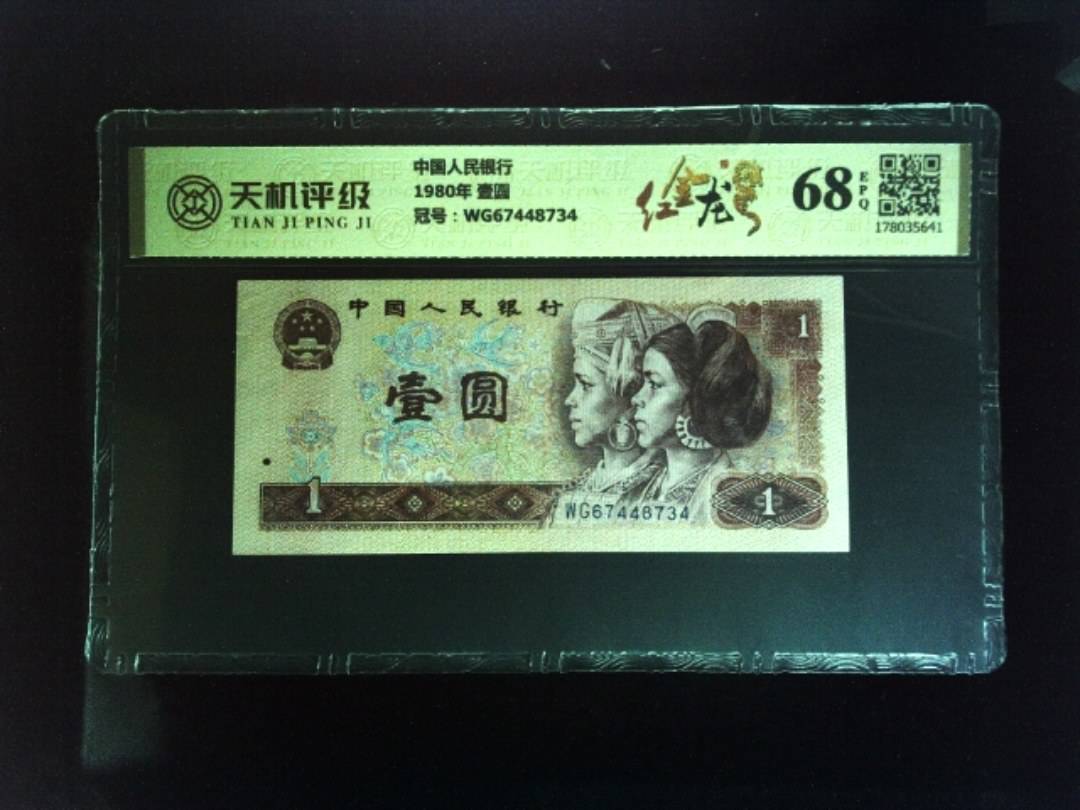 天机评级
TIAN JI PING JI
中国人民银行
1980年 壹圆
冠号：WG67448734
红金龙
68
EPQ
178035641
中国人民银行
1
壹圆
1
WG67448734
1